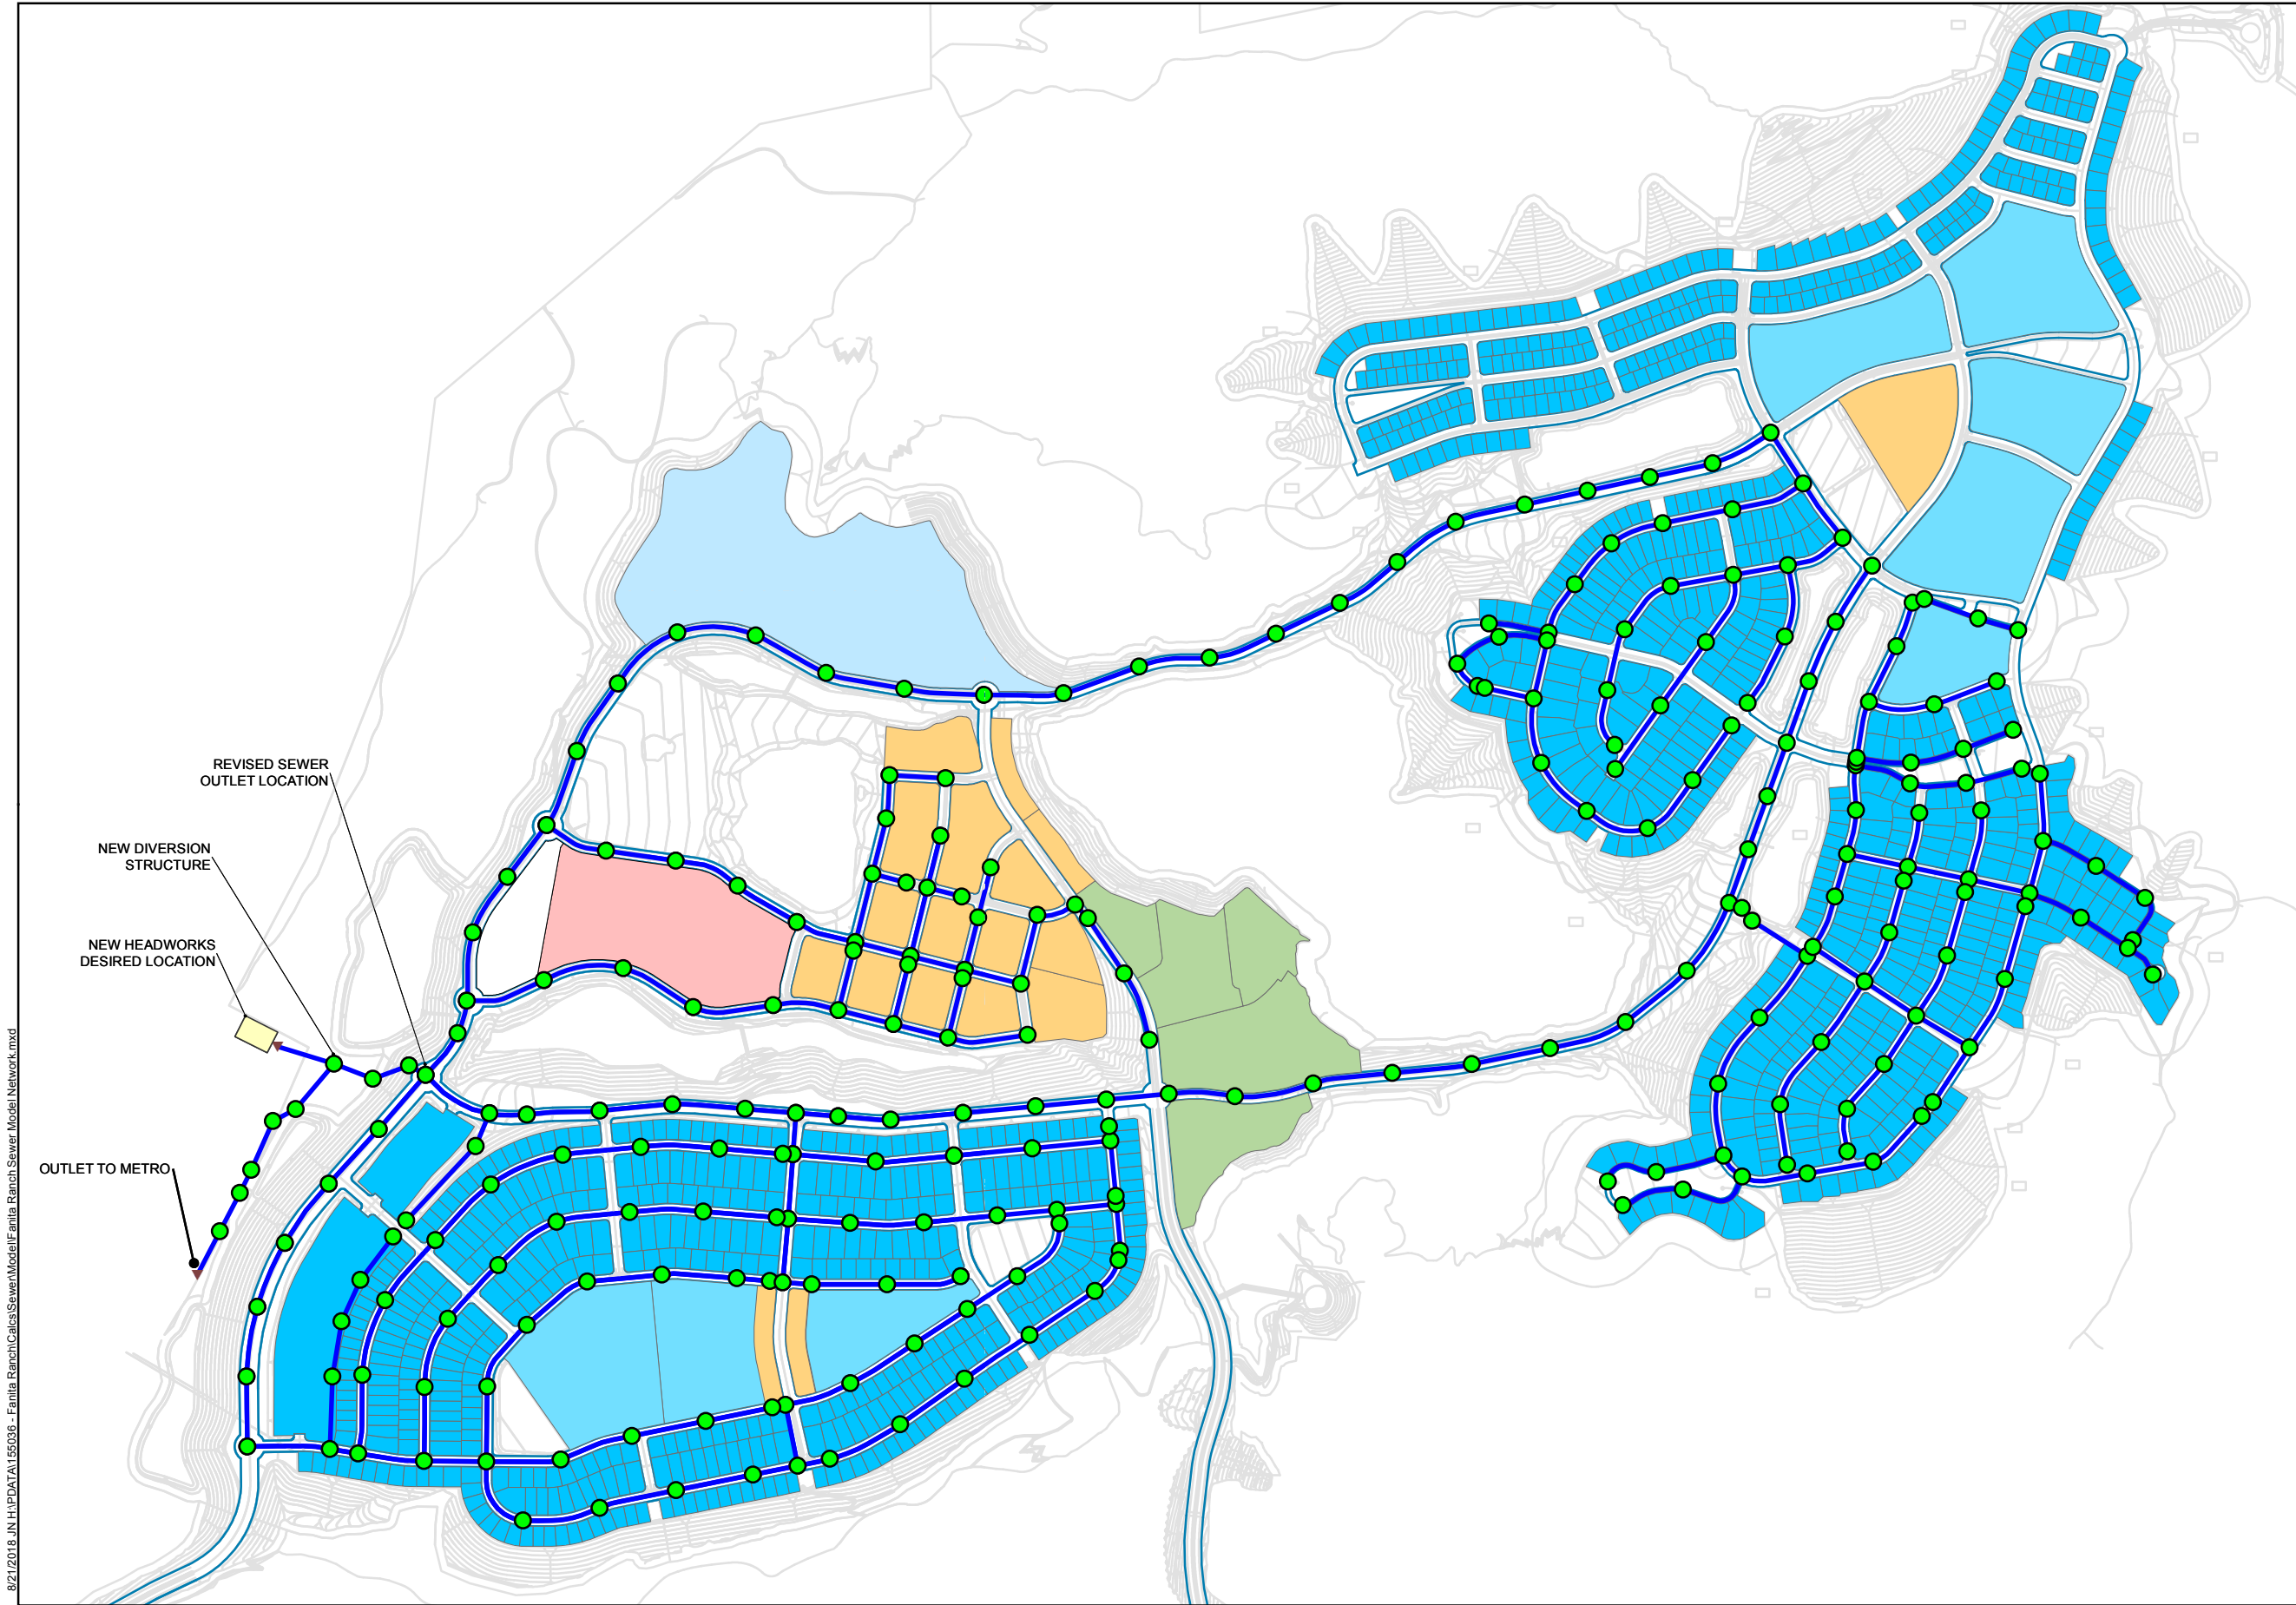 REVISED SEWER
OUTLET LOCATION
NEW DIVERSION
STRUCTURE
NEW HEADWORKS
DESIRED LOCATION
OUTLET TO METRO
8/21/2018 JN H:\PDATA\155036 - Fanita Ranch\Calcs\Sewer\Model\Fanita Ranch Sewer Model Network.mxd